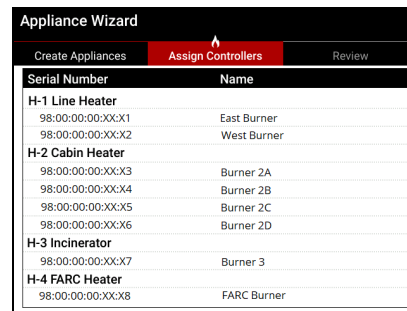 Appliance Wizard
Create Appliances Assign Controllers Review
Serial Number Name
H-1 Line Heater
98:00:00:00:XX:X1 East Burner
98:00:00:00:XX:X2 West Burner
H-2 Cabin Heater
98:00:00:00:XX:X3 Burner 2A
98:00:00:00:XX:X4 Burner 2B
98:00:00:00:XX:X5 Burner 2C
98:00:00:00:XX:X6 Burner 2D
H-3 Incinerator
98:00:00:00:XX:X7 Burner 3
H-4 FARC Heater
98:00:00:00:XX:X8 FARC Burner